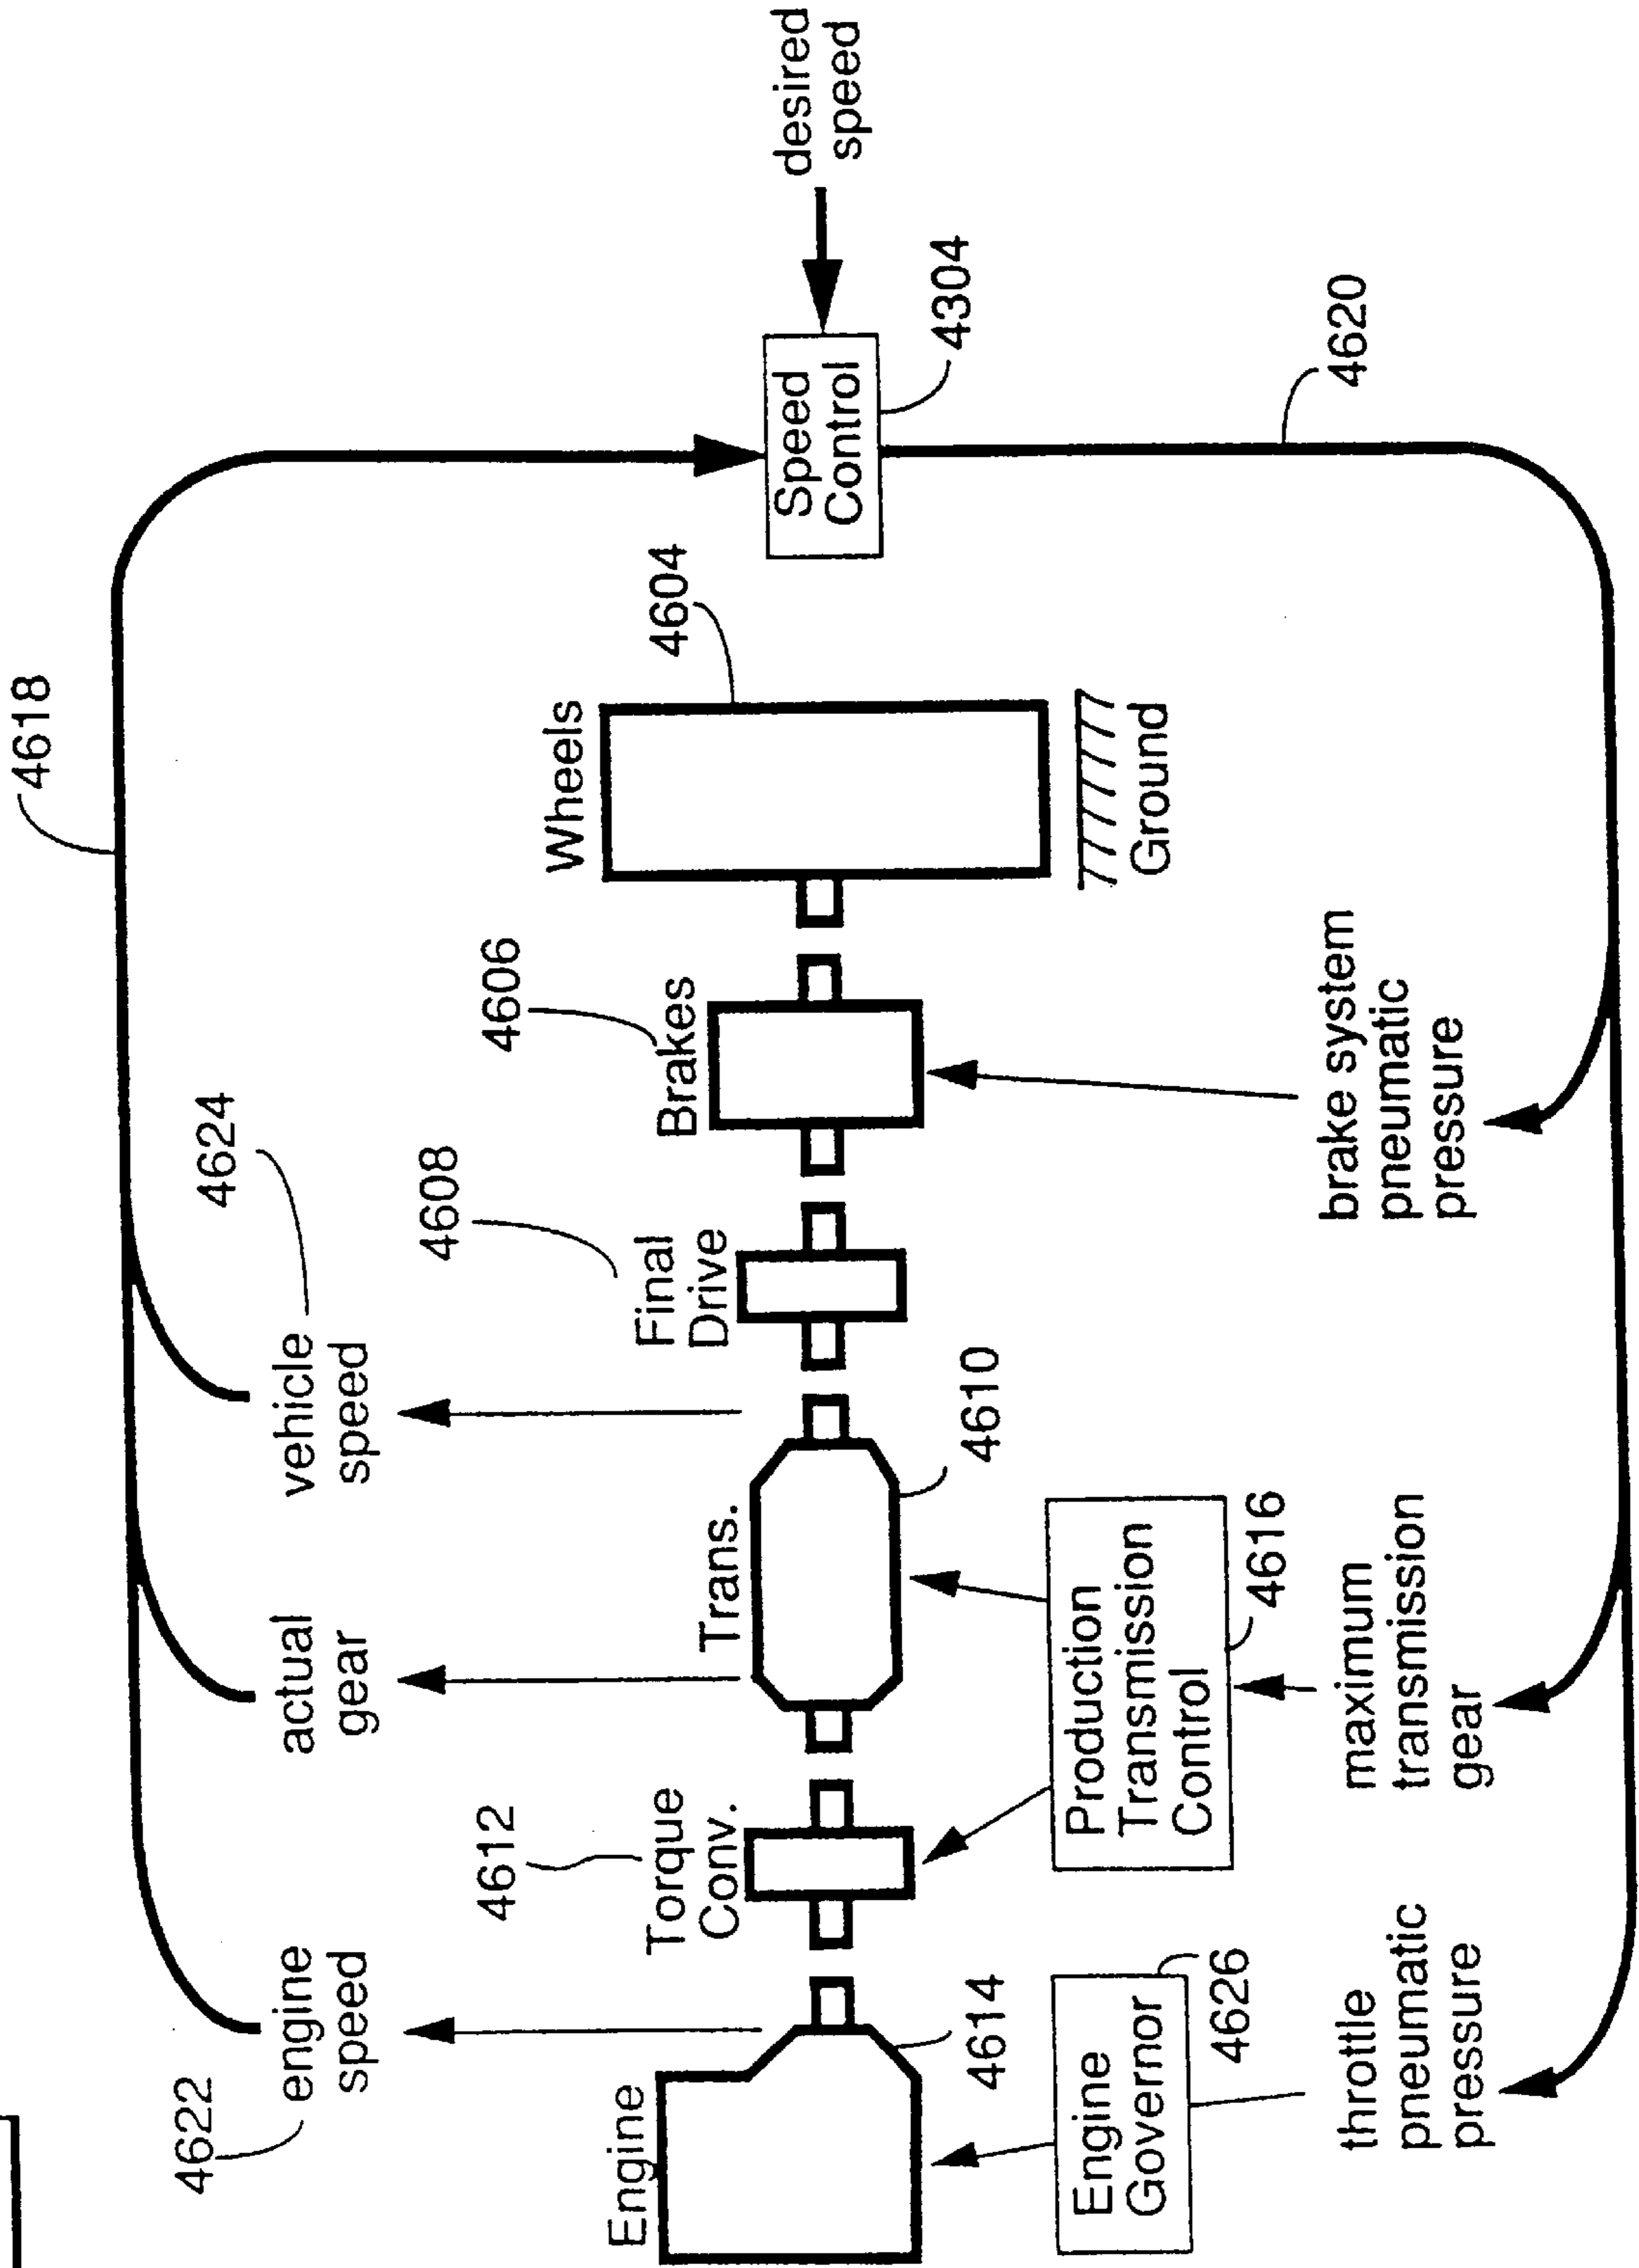 4618
4622
engine
speed
actual
gear
4624
vehicle
speed
4612
4608
4606
Engine
Torque
Conv.
Trans.
Final
Drive
Brakes
Wheels
4604
4614
4610
Ground
Speed
Control
desired
speed
4304
Engine
Governor
4626
Production
Transmission
Control
4616
throttle
pneumatic
pressure
maximum
transmission
gear
brake system
pneumatic
pressure
4620